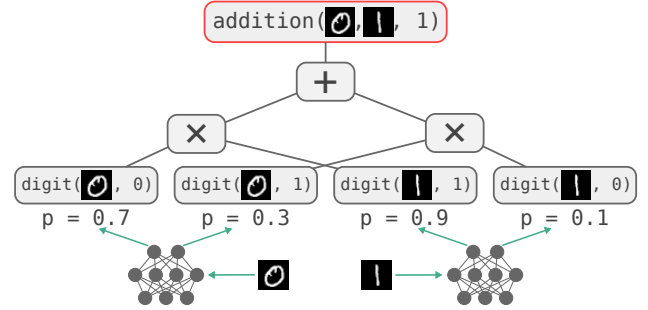 addition(0, 1, 1)
+
× ×
digit(0, 0) digit(0, 1) digit(1, 1) digit(1, 0)
p = 0.7 p = 0.3 p = 0.9 p = 0.1
0 1